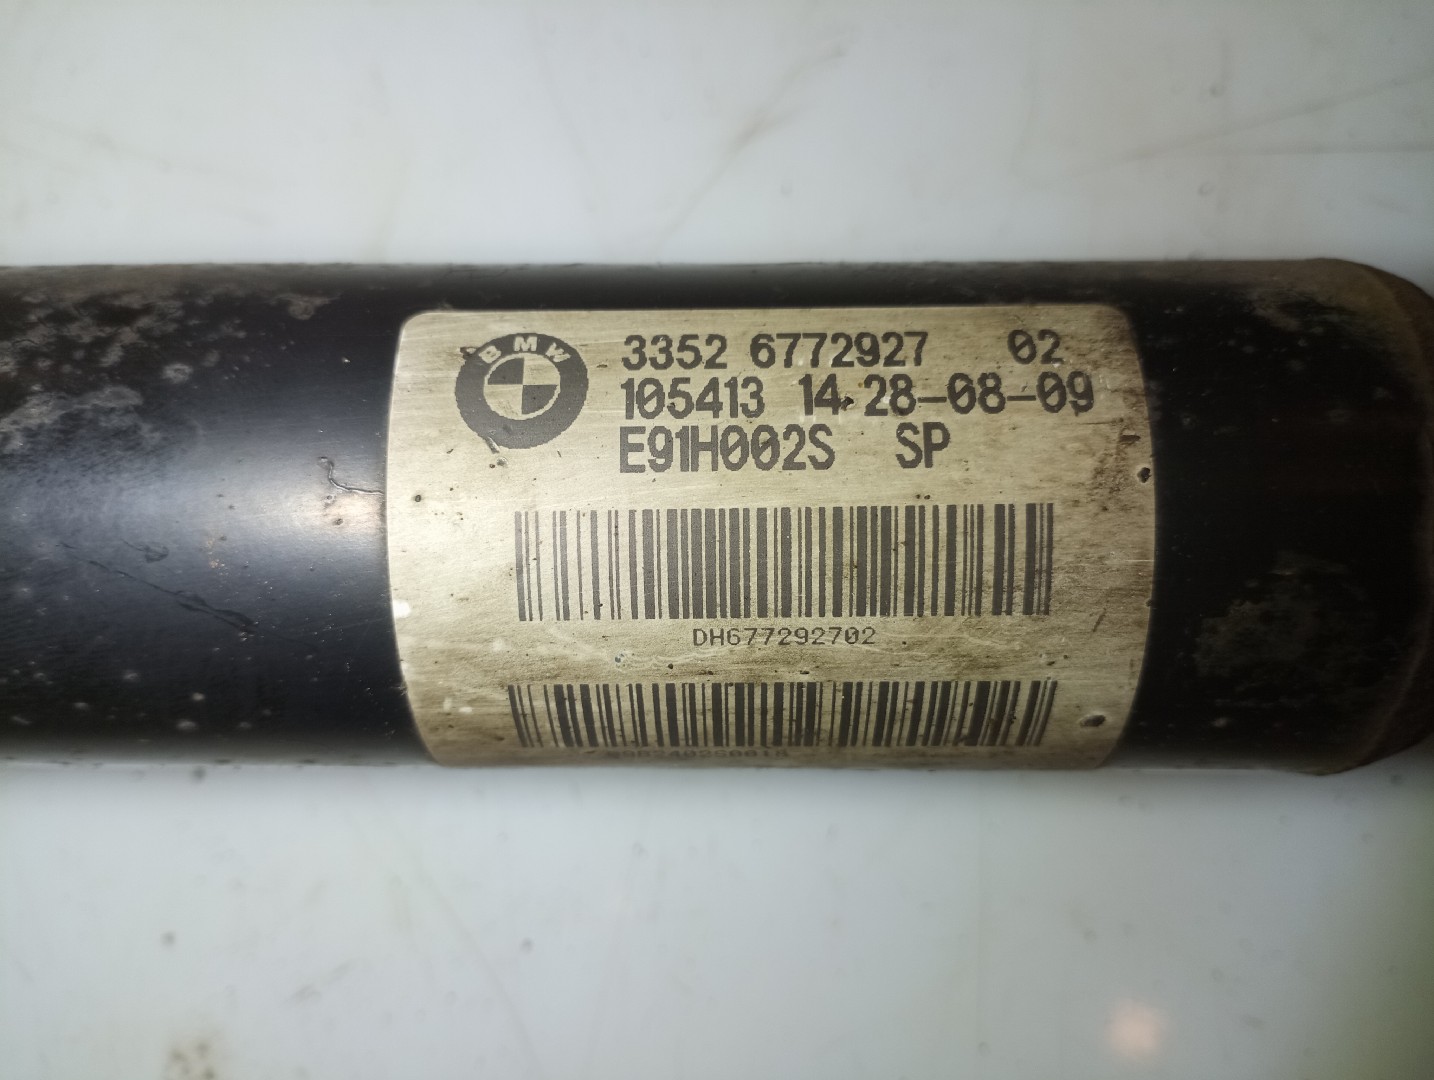 BMW
3352 6772927 02
105413 14 28-08-09
E91H002S SP
DH677292702